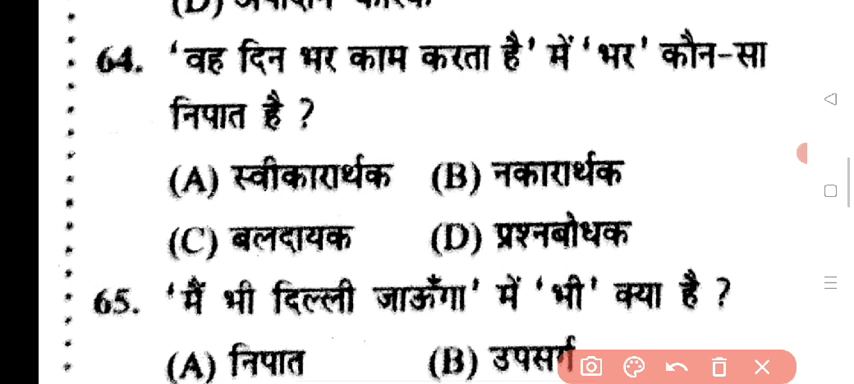 64. 'वह दिन भर काम करता है' में 'भर' कौन-सा
निपात है ?
(A) स्वीकारार्थक (B) नकारार्थक
(C) बलदायक (D) प्रश्नबोधक
65. 'मैं भी दिल्ली जाऊँगा' में 'भी' क्या है ?
(A) निपात (B) उपसर्ग